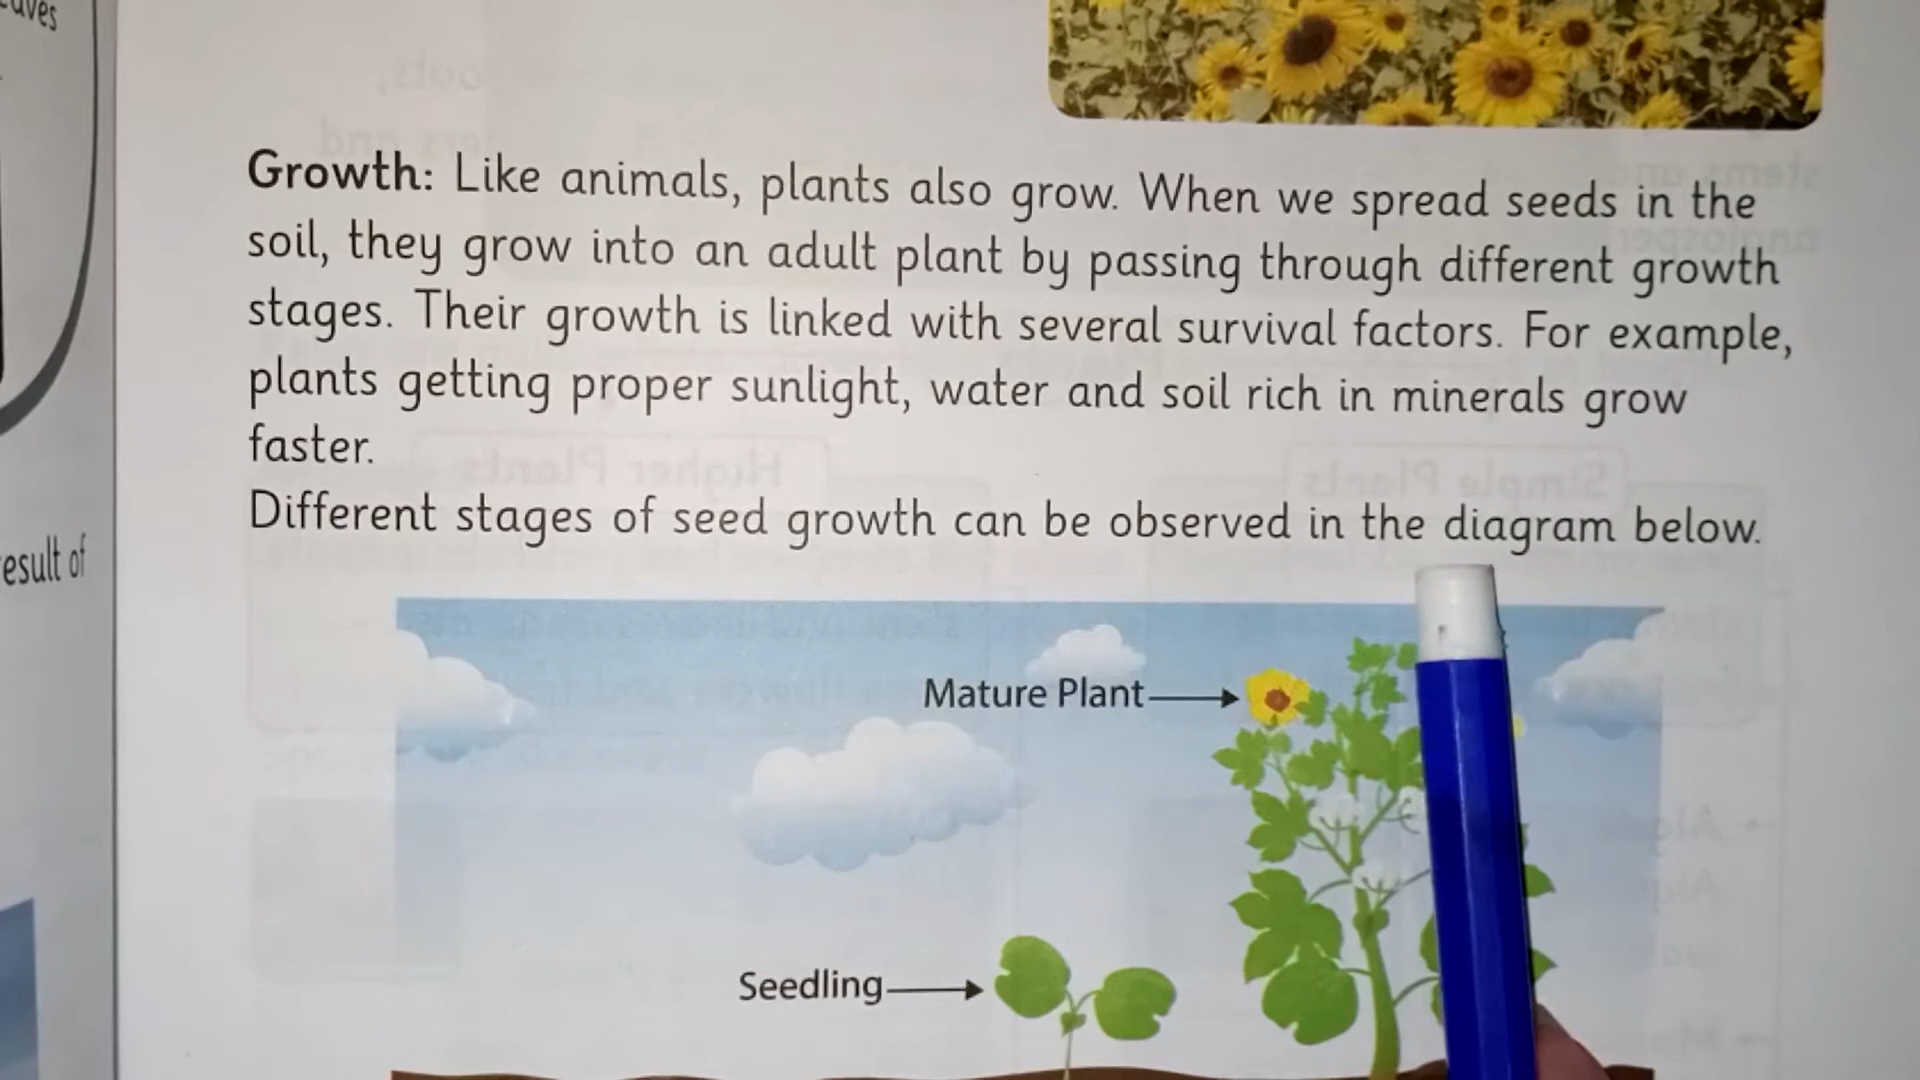 Growth: Like animals, plants also grow. When we spread seeds in the
soil, they grow into an adult plant by passing through different growth
stages. Their growth is linked with several survival factors. For example,
plants getting proper sunlight, water and soil rich in minerals grow
faster.
Different stages of seed growth can be observed in the diagram below.
Mature Plant
Seedling
result of